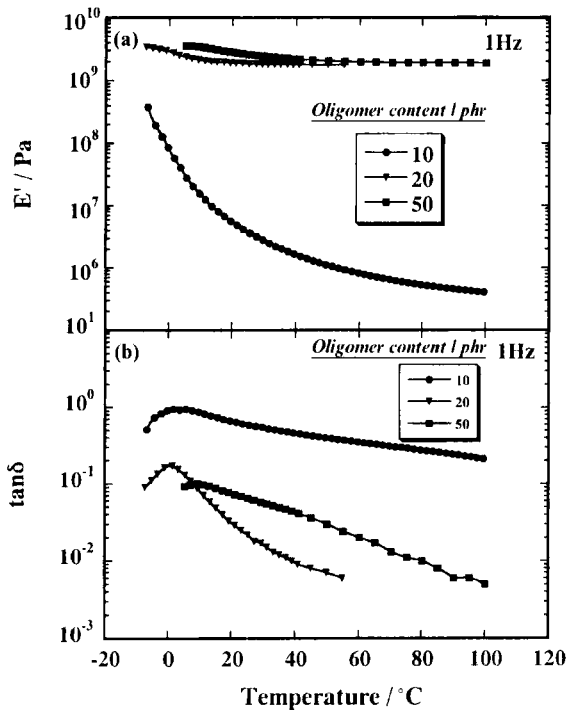 (a)
1Hz
10^10
10^9
10^8
10^7
10^6
10^1
E' / Pa
Oligomer content / phr
10
20
50
(b)
Oligomer content / phr
1Hz
10
20
50
10^0
10^-1
10^-2
10^-3
tanδ
-20 0 20 40 60 80 100 120
Temperature / °C